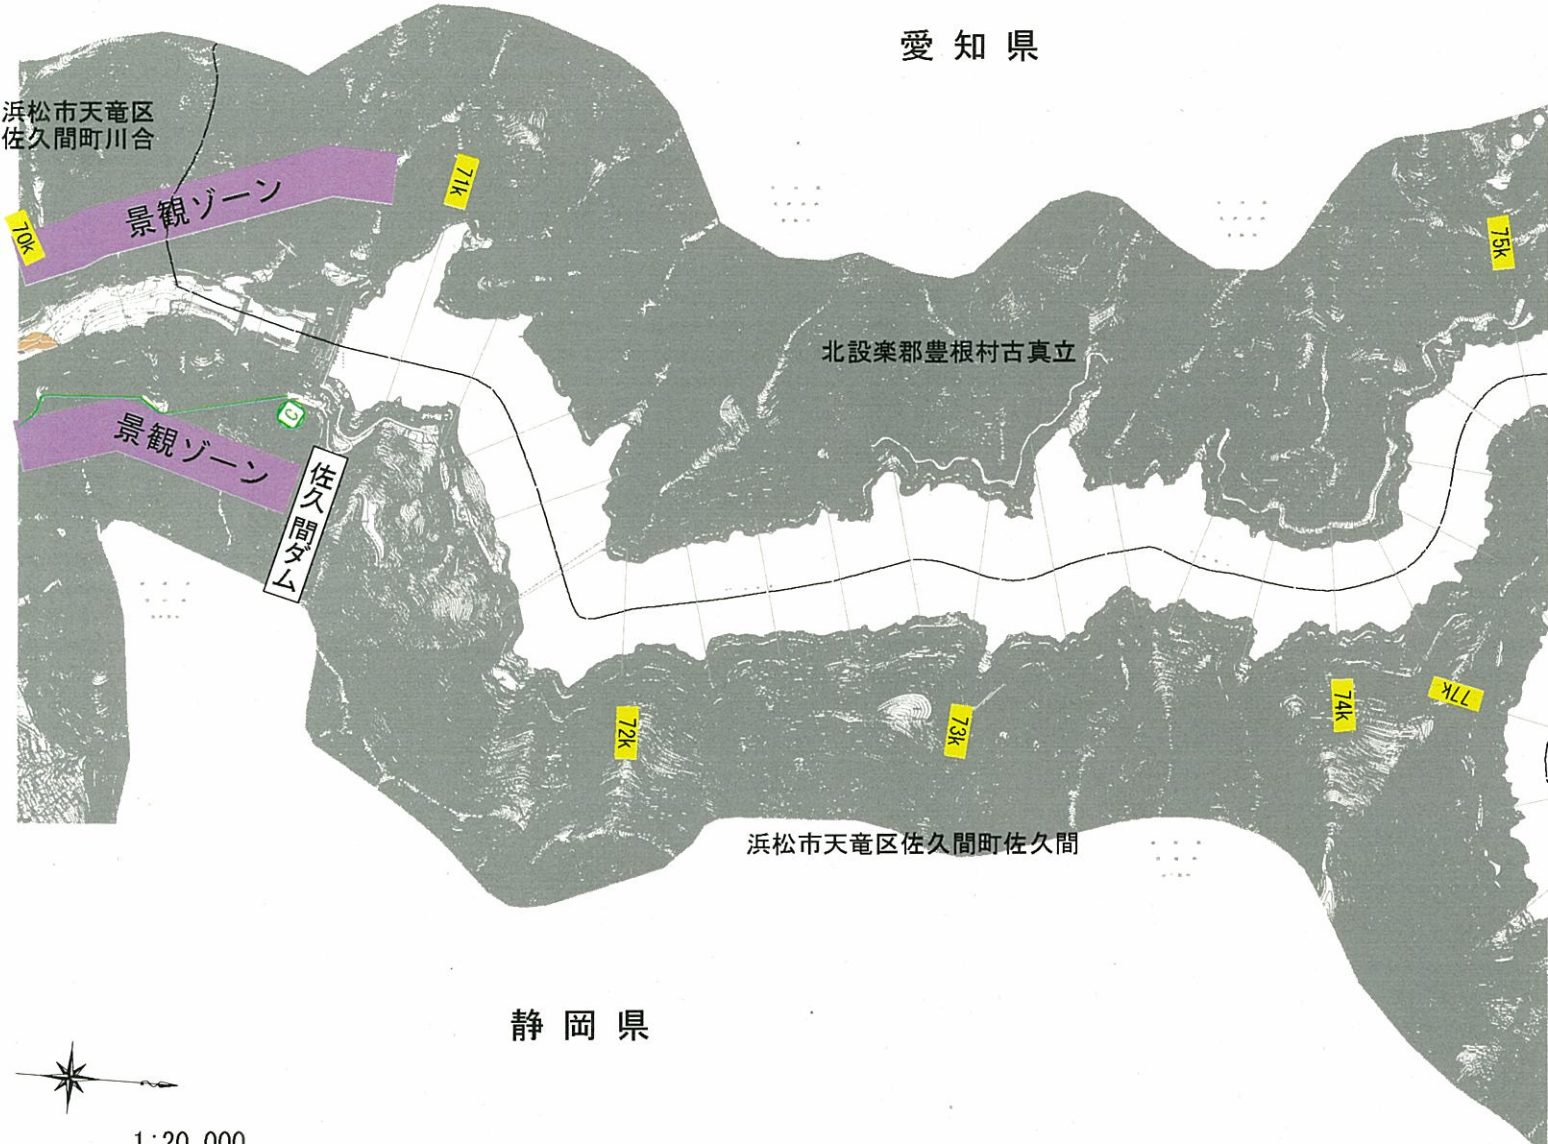 愛知県
浜松市天竜区
佐久間町川合
景観ゾーン
70k
71k
75k
北設楽郡豊根村古真立
景観ゾーン
C
佐久間ダム
72k
73k
74k
77k
浜松市天竜区佐久間町佐久間
静岡県
1:20,000